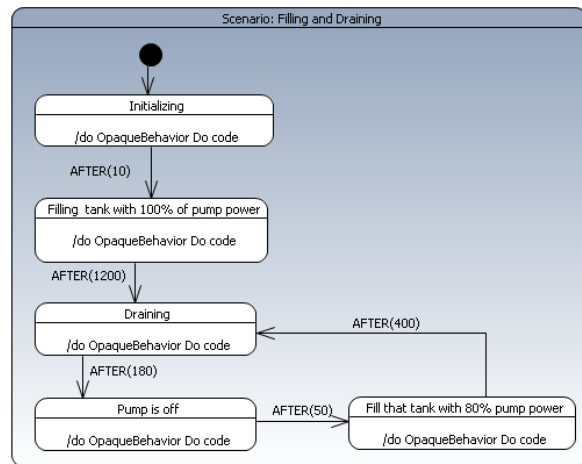 Scenario: Filling and Draining
Initializing
/do OpaqueBehavior Do code
AFTER(10)
Filling tank with 100% of pump power
/do OpaqueBehavior Do code
AFTER(1200)
Draining
/do OpaqueBehavior Do code
AFTER(400)
AFTER(180)
Pump is off
/do OpaqueBehavior Do code
AFTER(50)
Fill that tank with 80% pump power
/do OpaqueBehavior Do code